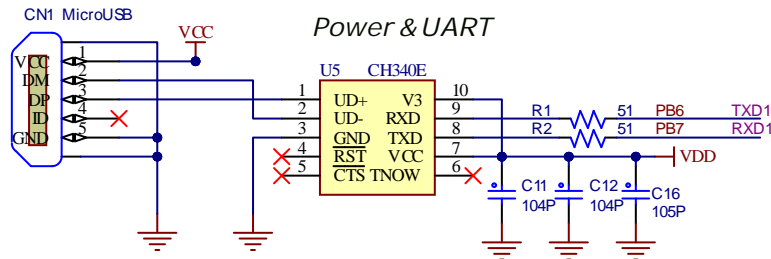 CN1 MicroUSB
Power & UART
VCC
VCC 1
DM 2
DP 3
ID 4
GND 5
U5 CH340E
1 UD+ V3 10
2 UD- RXD 9
3 GND TXD 8
4 RST VCC 7
5 CTS TNOW 6
R1 51 PB6 TXD1
R2 51 PB7 RXD1
VDD
C11 104P
C12 104P
C16 105P